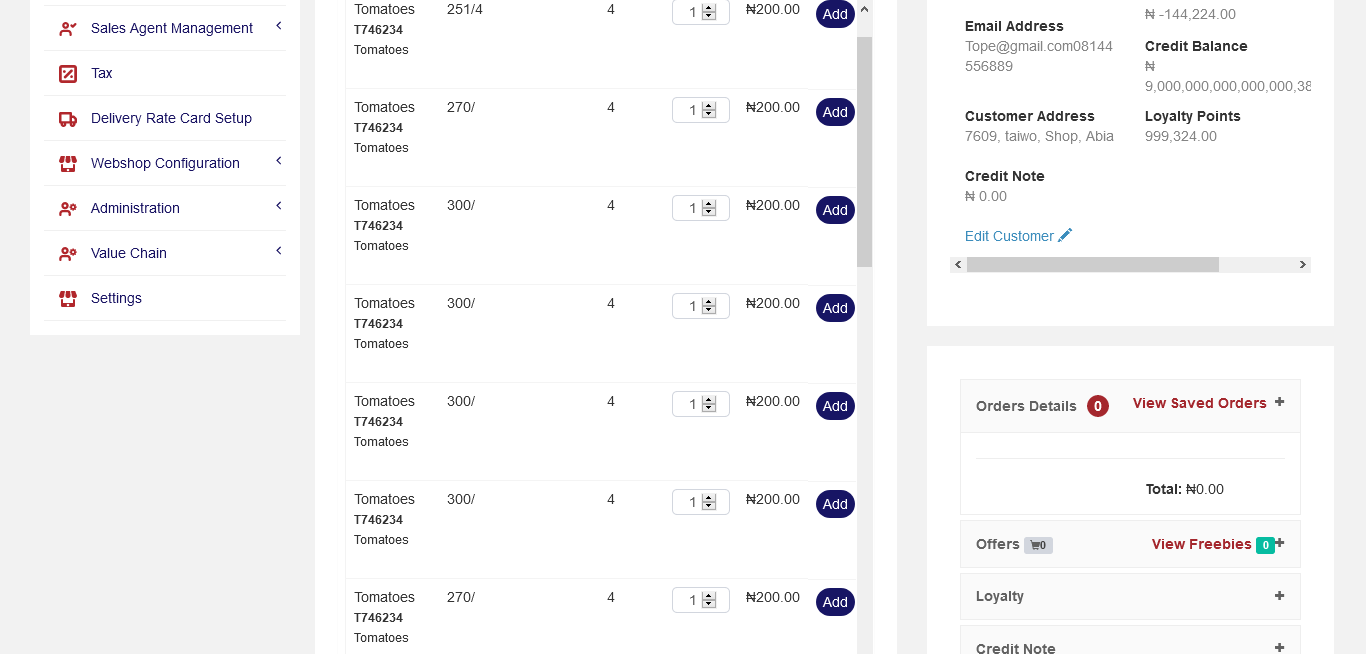 Sales Agent Management
Tax
Delivery Rate Card Setup
Webshop Configuration
Administration
Value Chain
Settings
Tomatoes 251/4 4 1 ₦200.00 Add
T746234
Tomatoes
Tomatoes 270/ 4 1 ₦200.00 Add
T746234
Tomatoes
Tomatoes 300/ 4 1 ₦200.00 Add
T746234
Tomatoes
Tomatoes 300/ 4 1 ₦200.00 Add
T746234
Tomatoes
Tomatoes 300/ 4 1 ₦200.00 Add
T746234
Tomatoes
Tomatoes 300/ 4 1 ₦200.00 Add
T746234
Tomatoes
Tomatoes 270/ 4 1 ₦200.00 Add
T746234
Tomatoes
₦ -144,224.00
Email Address
Tope@gmail.com08144
556889
Credit Balance
₦
9,000,000,000,000,000,38
Customer Address
7609, taiwo, Shop, Abia
Loyalty Points
999,324.00
Credit Note
₦ 0.00
Edit Customer
Orders Details 0 View Saved Orders +
Total: ₦0.00
Offers 0 View Freebies 0 +
Loyalty +
Credit Note +